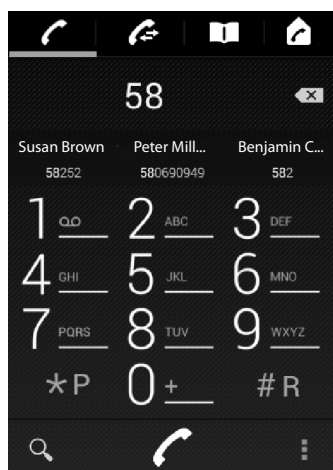 58
Susan Brown Peter Mill... Benjamin C...
58252 580690949 582
1 2 ABC 3 DEF
4 GHI 5 JKL 6 MNO
7 PQRS 8 TUV 9 WXYZ
*P 0 + #R